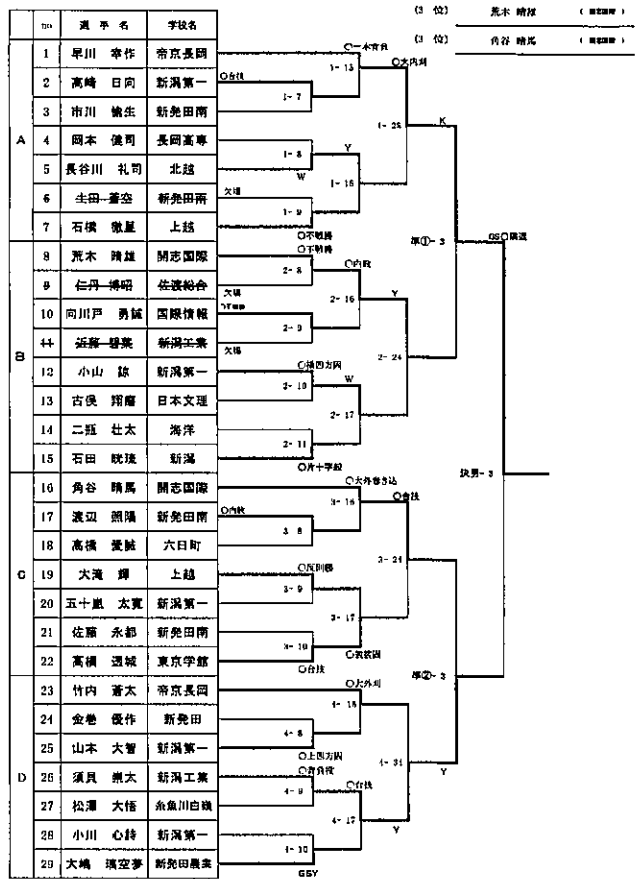 (3 位) 荒木 晴雄
(3 位) 角谷 晴馬
no 選 手 名 学校名
A
1 早川 幸作 帝京長岡
2 高崎 日向 新潟第一
3 市川 愉生 新発田南
4 岡本 健司 長岡高専
5 長谷川 礼司 北越
6 生田 蒼空 新発田南
7 石橋 徹 上越
B
8 荒木 晴雄 開志国際
9 仁丹 博昭 佐渡総合
10 向川戸 勇誠 国際情報
11 近藤 新潟工業
12 小山 諒 新潟第一
13 古俣 翔磨 日本文理
14 二瓶 壮太 海洋
15 石田 新潟
C
16 角谷 晴馬 開志国際
17 渡辺 照陽 新発田南
18 高橋 愛誠 六日町
19 大滝 輝 上越
20 五十嵐 太寛 新潟第一
21 佐藤 永都 新発田南
22 高橋 透城 東京学館
D
23 竹内 蒼太 帝京長岡
24 金巻 優作 新発田
25 山本 大智 新潟第一
26 須貝 崇太 新潟工業
27 松澤 大悟 糸魚川白嶺
28 小川 心詩 新潟第一
29 大嶋 璃空夢 新発田農業
○合技
1- 7
1- 8
W
欠場
1- 9
○不戦勝
○一本背負
1- 15
Y
1- 16
○大内刈
1- 28
K
○不戦勝
2- 8
欠場
2- 9
欠場
○内股
2- 16
○横四方固
2- 10
2- 11
○片十字絞
W
2- 17
Y
2- 24
準①- 3
GS○隅返
○内股
3- 8
○大外巻き込
3- 16
○反則勝
3- 9
3- 10
○合技
3- 17
○袈裟固
○合技
3- 24
○大外刈
4- 16
4- 8
○上四方固
○背負投
4- 9
4- 10
GSY
○合技
4- 17
4- 31
Y
準②- 3
Y
決男- 3